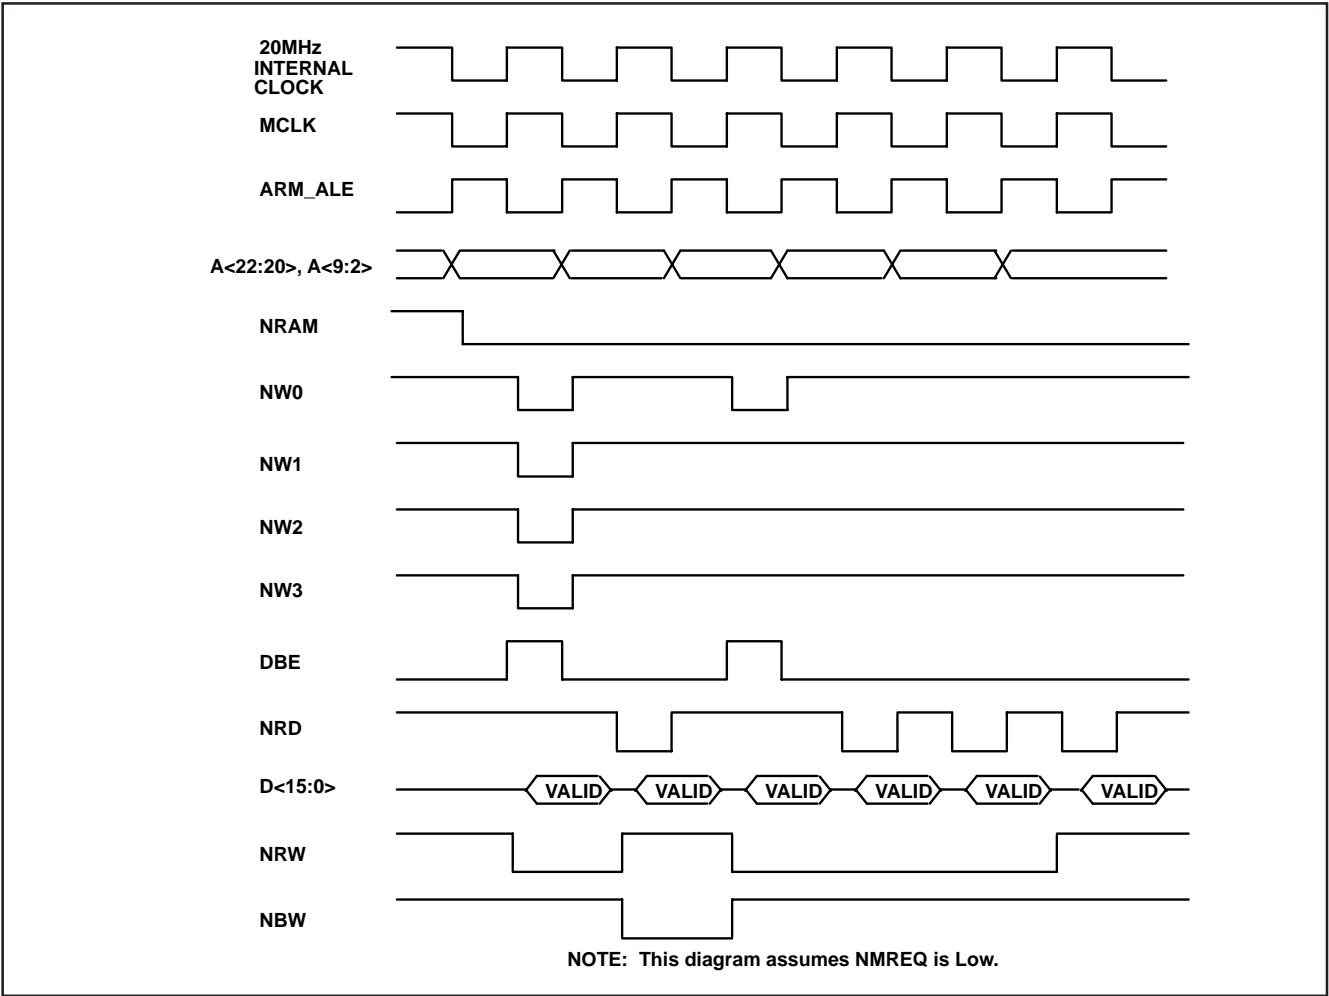 20MHz
INTERNAL
CLOCK
MCLK
ARM_ALE
A<22:20>, A<9:2>
NRAM
NW0
NW1
NW2
NW3
DBE
NRD
D<15:0>
VALID VALID VALID VALID VALID VALID
NRW
NBW
NOTE: This diagram assumes NMREQ is Low.